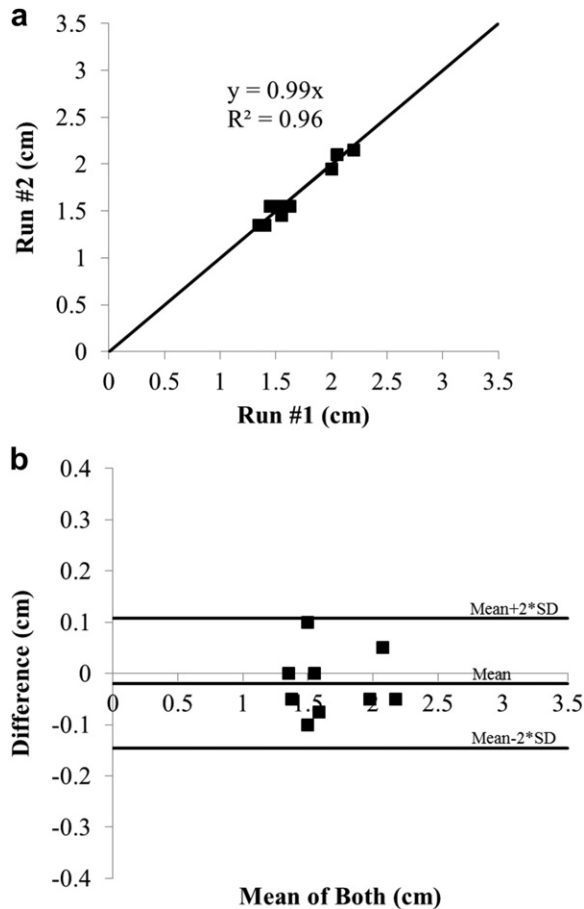 a
3.5
3
2.5
2
1.5
1
0.5
0
y = 0.99x
R² = 0.96
Run #2 (cm)
0 0.5 1 1.5 2 2.5 3 3.5
Run #1 (cm)
b
0.4
0.3
0.2
0.1
0
-0.1
-0.2
-0.3
-0.4
Difference (cm)
Mean+2*SD
Mean
0 0.5 1 1.5 2 2.5 3 3.5
Mean-2*SD
Mean of Both (cm)